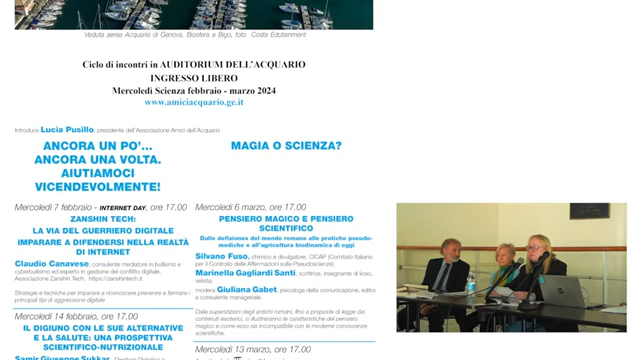 Veduta aerea Acquario di Genova, Biosfera e Bigo, foto Costa Edutainment
Ciclo di incontri in AUDITORIUM DELL'ACQUARIO
INGRESSO LIBERO
Mercoledì Scienza febbraio - marzo 2024
www.amiciacquario.ge.it
Introduce Lucia Pusillo, presidente dell'Associazione Amici dell'Acquario
ANCORA UN PO'...
ANCORA UNA VOLTA.
AIUTIAMOCI
VICENDEVOLMENTE!
Mercoledì 7 febbraio - INTERNET DAY, ore 17.00
ZANSHIN TECH:
LA VIA DEL GUERRIERO DIGITALE
IMPARARE A DIFENDERSI NELLA REALTÀ
DI INTERNET
Claudio Canavese, consulente mediatore in bullismo e
cyberbullismo ed esperto in gestione del conflitto digitale,
Associazione Zanshin Tech, https://zanshintech.it
Strategie e tecniche per imparare a riconoscere prevenire e fermare i
principali tipi di aggressione digitale
Mercoledì 14 febbraio, ore 17.00
IL DIGIUNO CON LE SUE ALTERNATIVE
E LA SALUTE: UNA PROSPETTIVA
SCIENTIFICO-NUTRIZIONALE
Samir Giuseppe Sukkar,
MAGIA O SCIENZA?
Mercoledì 6 marzo, ore 17.00
PENSIERO MAGICO E PENSIERO
SCIENTIFICO
Dalle defixiones del mondo romano alle pratiche pseudo-
mediche e all'agricoltura biodinamica di oggi
Silvano Fuso, chimico e divulgatore, CICAP (Comitato Italiano
per il Controllo delle Affermazioni sulle Pseudoscienze)
Marinella Gagliardi Santi, scrittrice, insegnante di liceo,
velista,
modera Giuliana Gabet, psicologa della comunicazione, editor
e consulente manageriale.
Dalle superstizioni degli antichi romani, fino a proposte di legge dai
contenuti esoterici, si illustreranno le caratteristiche del pensiero
magico e come esso sia incompatibile con le moderne conoscenze
scientifiche.
Mercoledì 13 marzo, ore 17.00